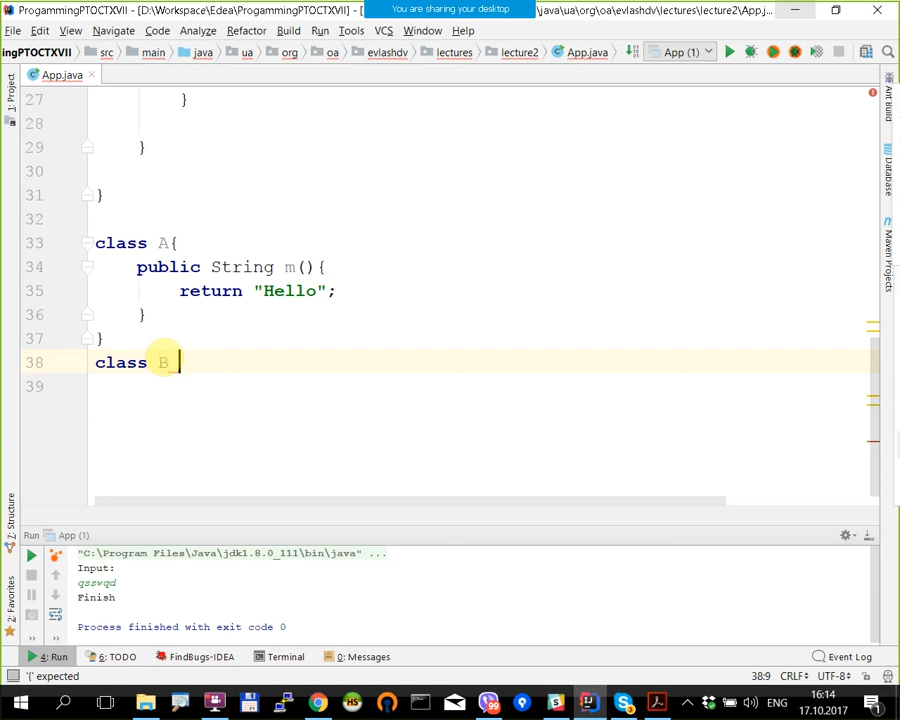 You are sharing your desktop
ProgammingPTOCTXVII - [D:\Workspace\Edea\ProgammingPTOCTXVII] - [
\java\ua\org\oa\evlashdv\lectures\lecture2\App.j...
File Edit View Navigate Code Analyze Refactor Build Run Tools VCS Window Help
ingPTOCTXVII src main java ua org oa evlashdv lectures lecture2 App.java App (1)
App.java
1: Project
Ant Build
Database
Maven Projects
27 }
28
29 }
30
31 }
32
33 class A{
34 public String m(){
35 return "Hello";
36 }
37 }
38 class B
39
Z: Structure
2: Favorites
Run App (1)
"C:\Program Files\Java\jdk1.8.0_111\bin\java" ...
Input:
qsswqd
Finish
Process finished with exit code 0
4: Run 6: TODO FindBugs-IDEA Terminal 0: Messages Event Log
'{' expected 38:9 CRLF UTF-8
99 ENG 16:14
17.10.2017 1